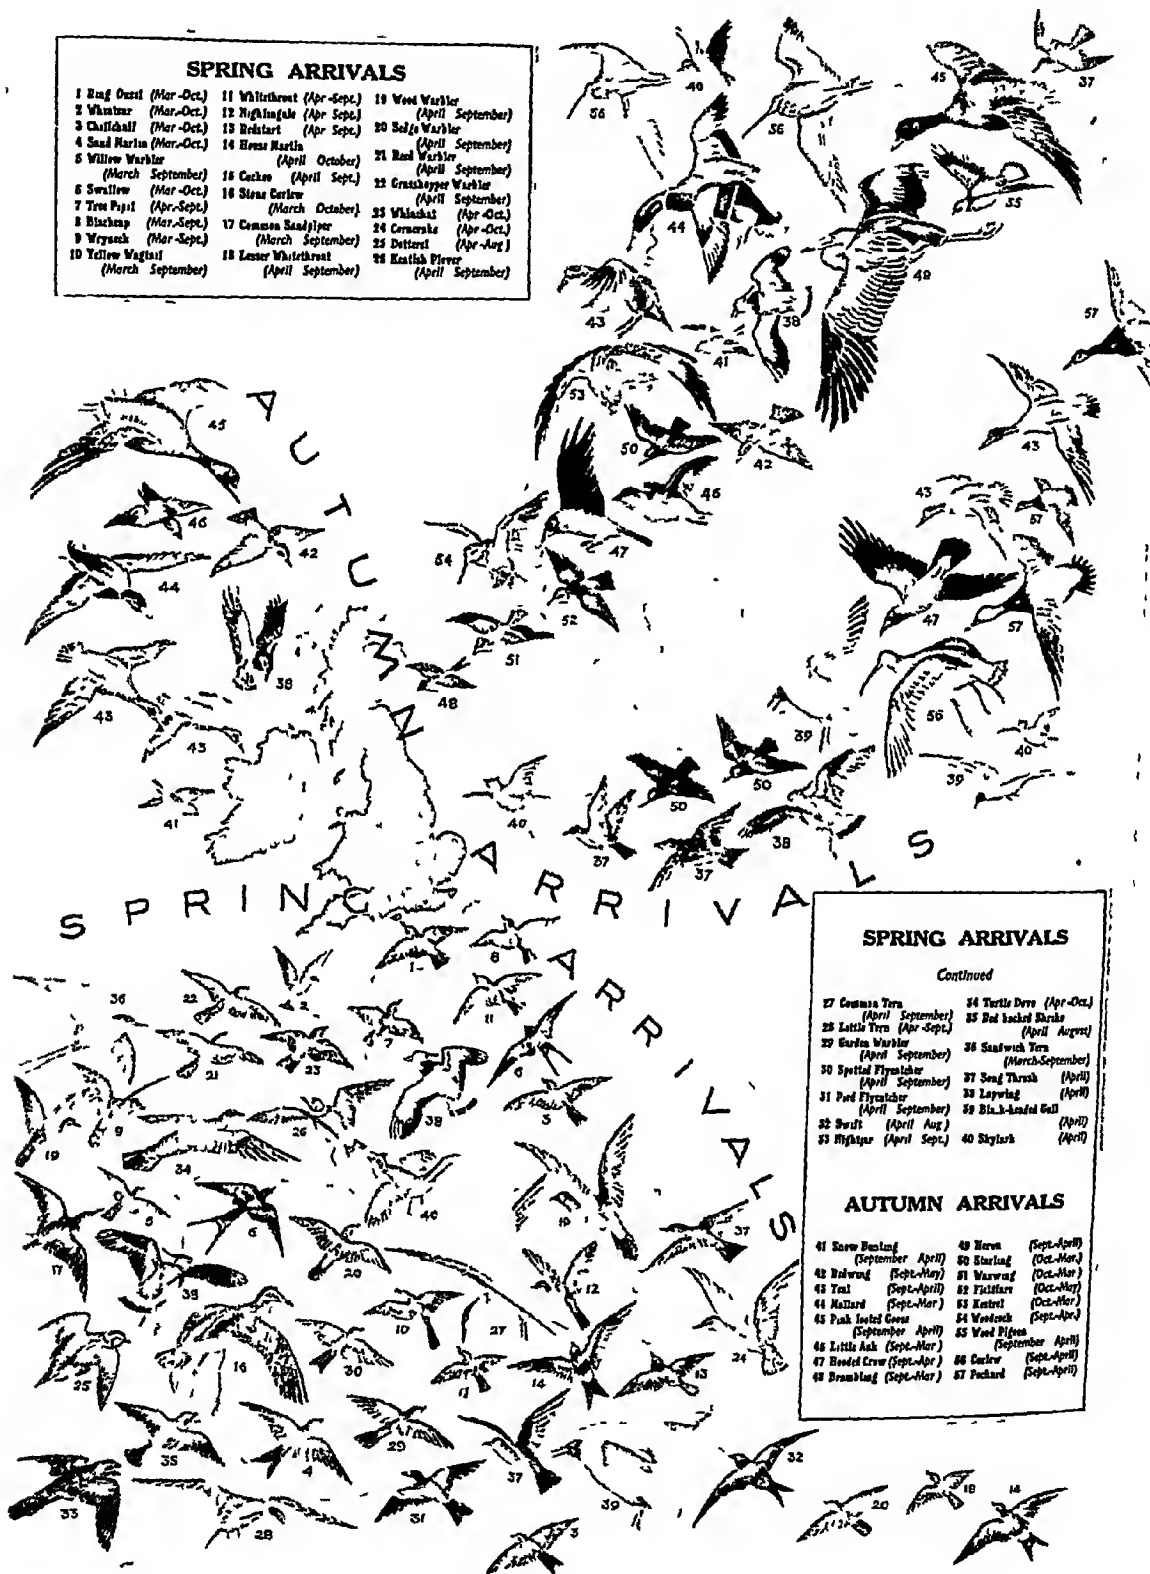 SPRING ARRIVALS
1 Ring Ouzel (Mar-Oct.)
2 Wheatear (Mar.-Oct.)
3 Chiffchaff (Mar-Oct.)
4 Sand Martin (Mar.-Oct.)
5 Willow Warbler
(March September)
6 Swallow (Mar-Oct.)
7 Tree Pipit (Apr.-Sept.)
8 Blackcap (Mar.-Sept.)
9 Wryneck (Mar-Sept.)
10 Yellow Wagtail
(March September)
11 Whitethroat (Apr-Sept.)
12 Nightingale (Apr Sept.)
13 Redstart (Apr Sept.)
14 House Martin
(April October)
15 Cuckoo (April Sept.)
16 Stone Curlew
(March October)
17 Common Sandpiper
(March September)
18 Lesser Whitethroat
(April September)
19 Wood Warbler
(April September)
20 Sedge Warbler
(April September)
21 Reed Warbler
(April September)
22 Grasshopper Warbler
(April September)
23 Whinchat (Apr-Oct.)
24 Corncrake (Apr-Oct.)
25 Dotterel (Apr-Aug)
26 Kentish Plover
(April September)
AUTUMN ARRIVALS
SPRING ARRIVALS
SPRING ARRIVALS
Continued
27 Common Tern
(April September)
28 Little Tern (Apr-Sept.)
29 Garden Warbler
(April September)
30 Spotted Flycatcher
(April September)
31 Pied Flycatcher
(April September)
32 Swift (April Aug)
33 Nightjar (April Sept.)
34 Turtle Dove (Apr-Oct.)
35 Red backed Shrike
(April August)
36 Sandwich Tern
(March-September)
37 Song Thrush (April)
38 Lapwing (April)
39 Black-headed Gull
(April)
40 Skylark (April)
AUTUMN ARRIVALS
41 Snow Bunting
(September April)
42 Redwing (Sept.-May)
43 Teal (Sept.-April)
44 Mallard (Sept.-Mar)
45 Pink footed Goose
(September April)
46 Little Auk (Sept.-Mar)
47 Hooded Crow (Sept.-Apr)
48 Brambling (Sept.-Mar)
49 Heron (Sept.-April)
50 Starling (Oct.-Mar.)
51 Waxwing (Oct.-Mar)
52 Fieldfare (Oct.-May)
53 Kestrel (Oct.-Mar)
54 Woodcock (Sept.-Apr.)
55 Wood Pigeon
(September April)
56 Curlew (Sept.-April)
57 Pochard (Sept.-April)